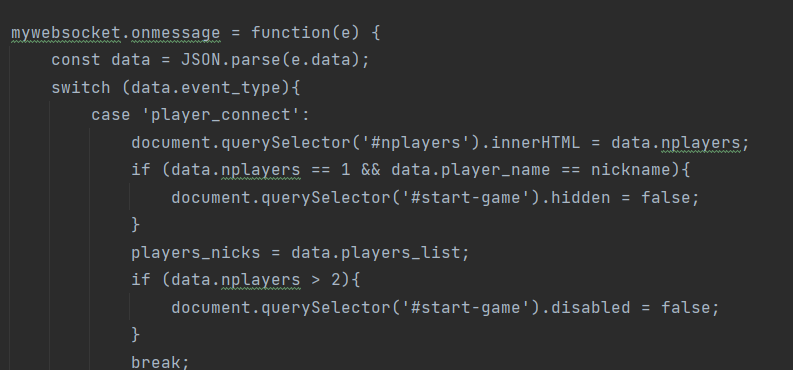 mywebsocket.onmessage = function(e) {
    const data = JSON.parse(e.data);
    switch (data.event_type){
        case 'player_connect':
            document.querySelector('#nplayers').innerHTML = data.nplayers;
            if (data.nplayers == 1 && data.player_name == nickname){
                document.querySelector('#start-game').hidden = false;
            }
            players_nicks = data.players_list;
            if (data.nplayers > 2){
                document.querySelector('#start-game').disabled = false;
            }
            break;